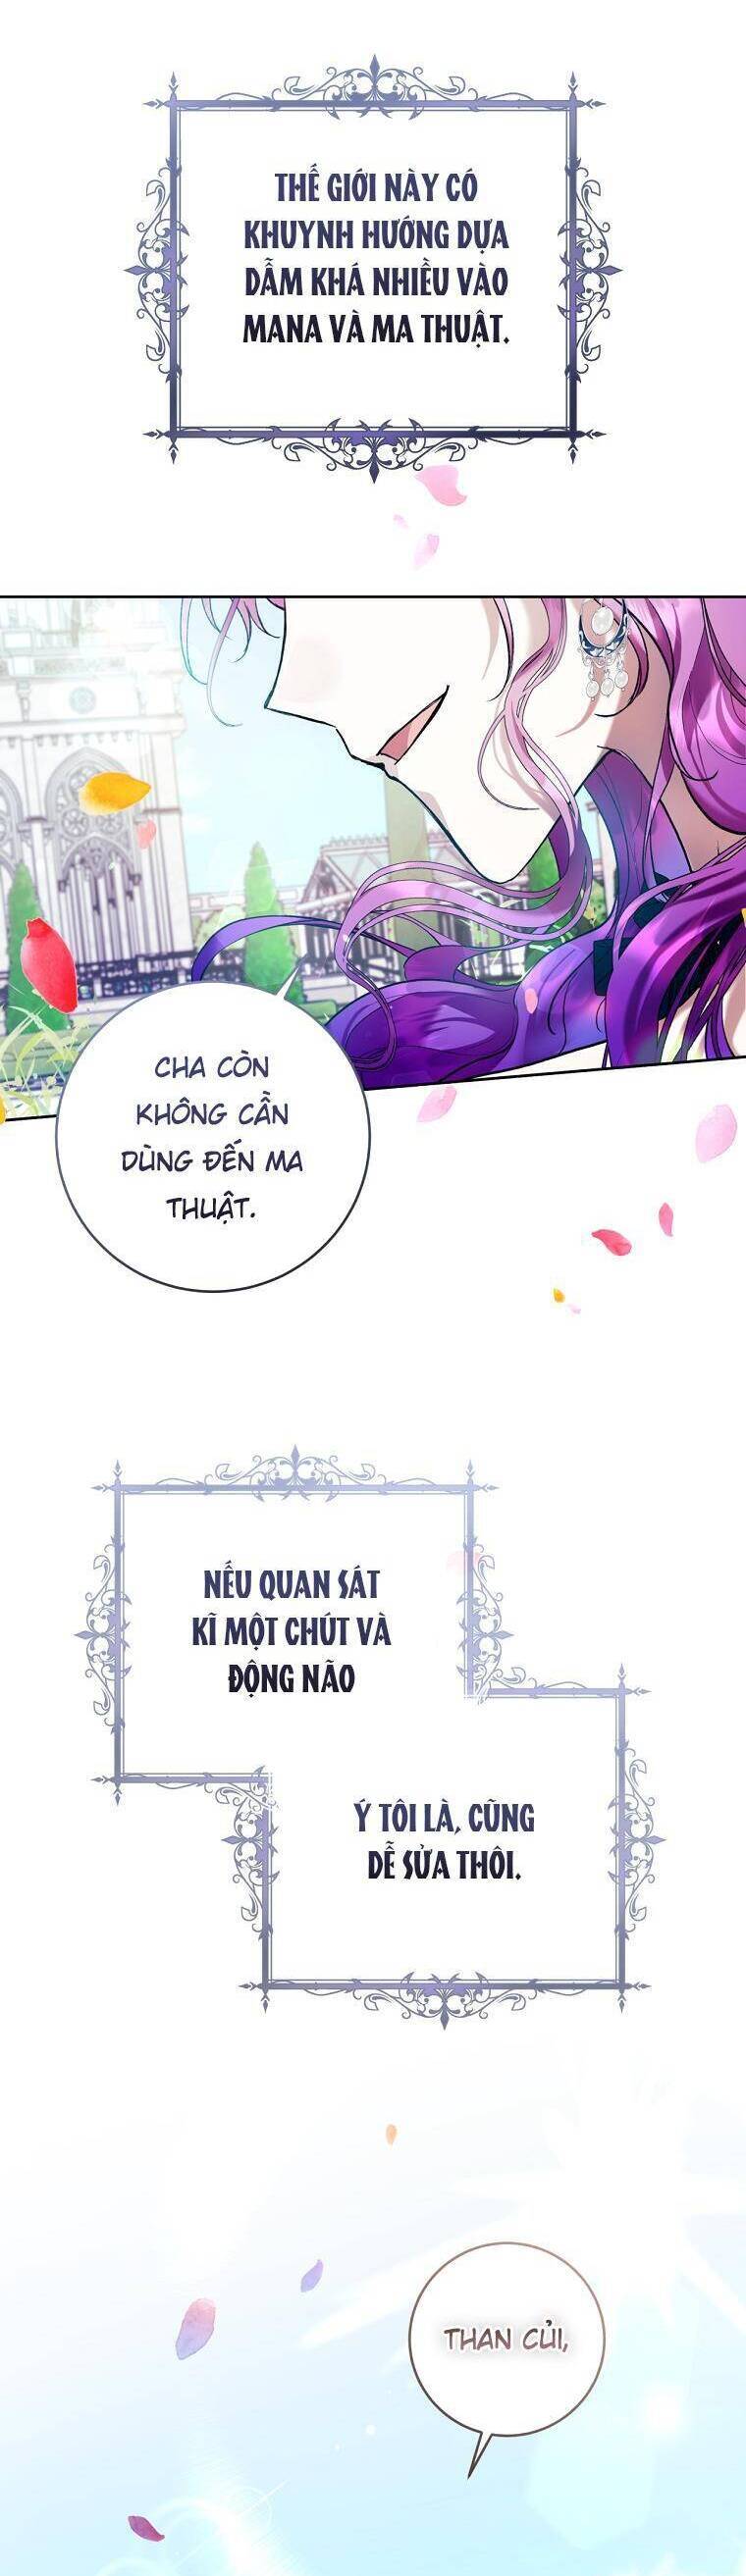 THẾ GIỚI NÀY CÓ
KHUYNH HƯỚNG DỰA
DẪM KHÁ NHIỀU VÀO
MANA VÀ MA THUẬT.
CHA CÒN
KHÔNG CẦN
DÙNG ĐẾN MA
THUẬT.
NẾU QUAN SÁT
KĨ MỘT CHÚT VÀ
ĐỘNG NÃO
Ý TÔI LÀ, CŨNG
DỄ SỬA THÔI.
THAN CỦI,